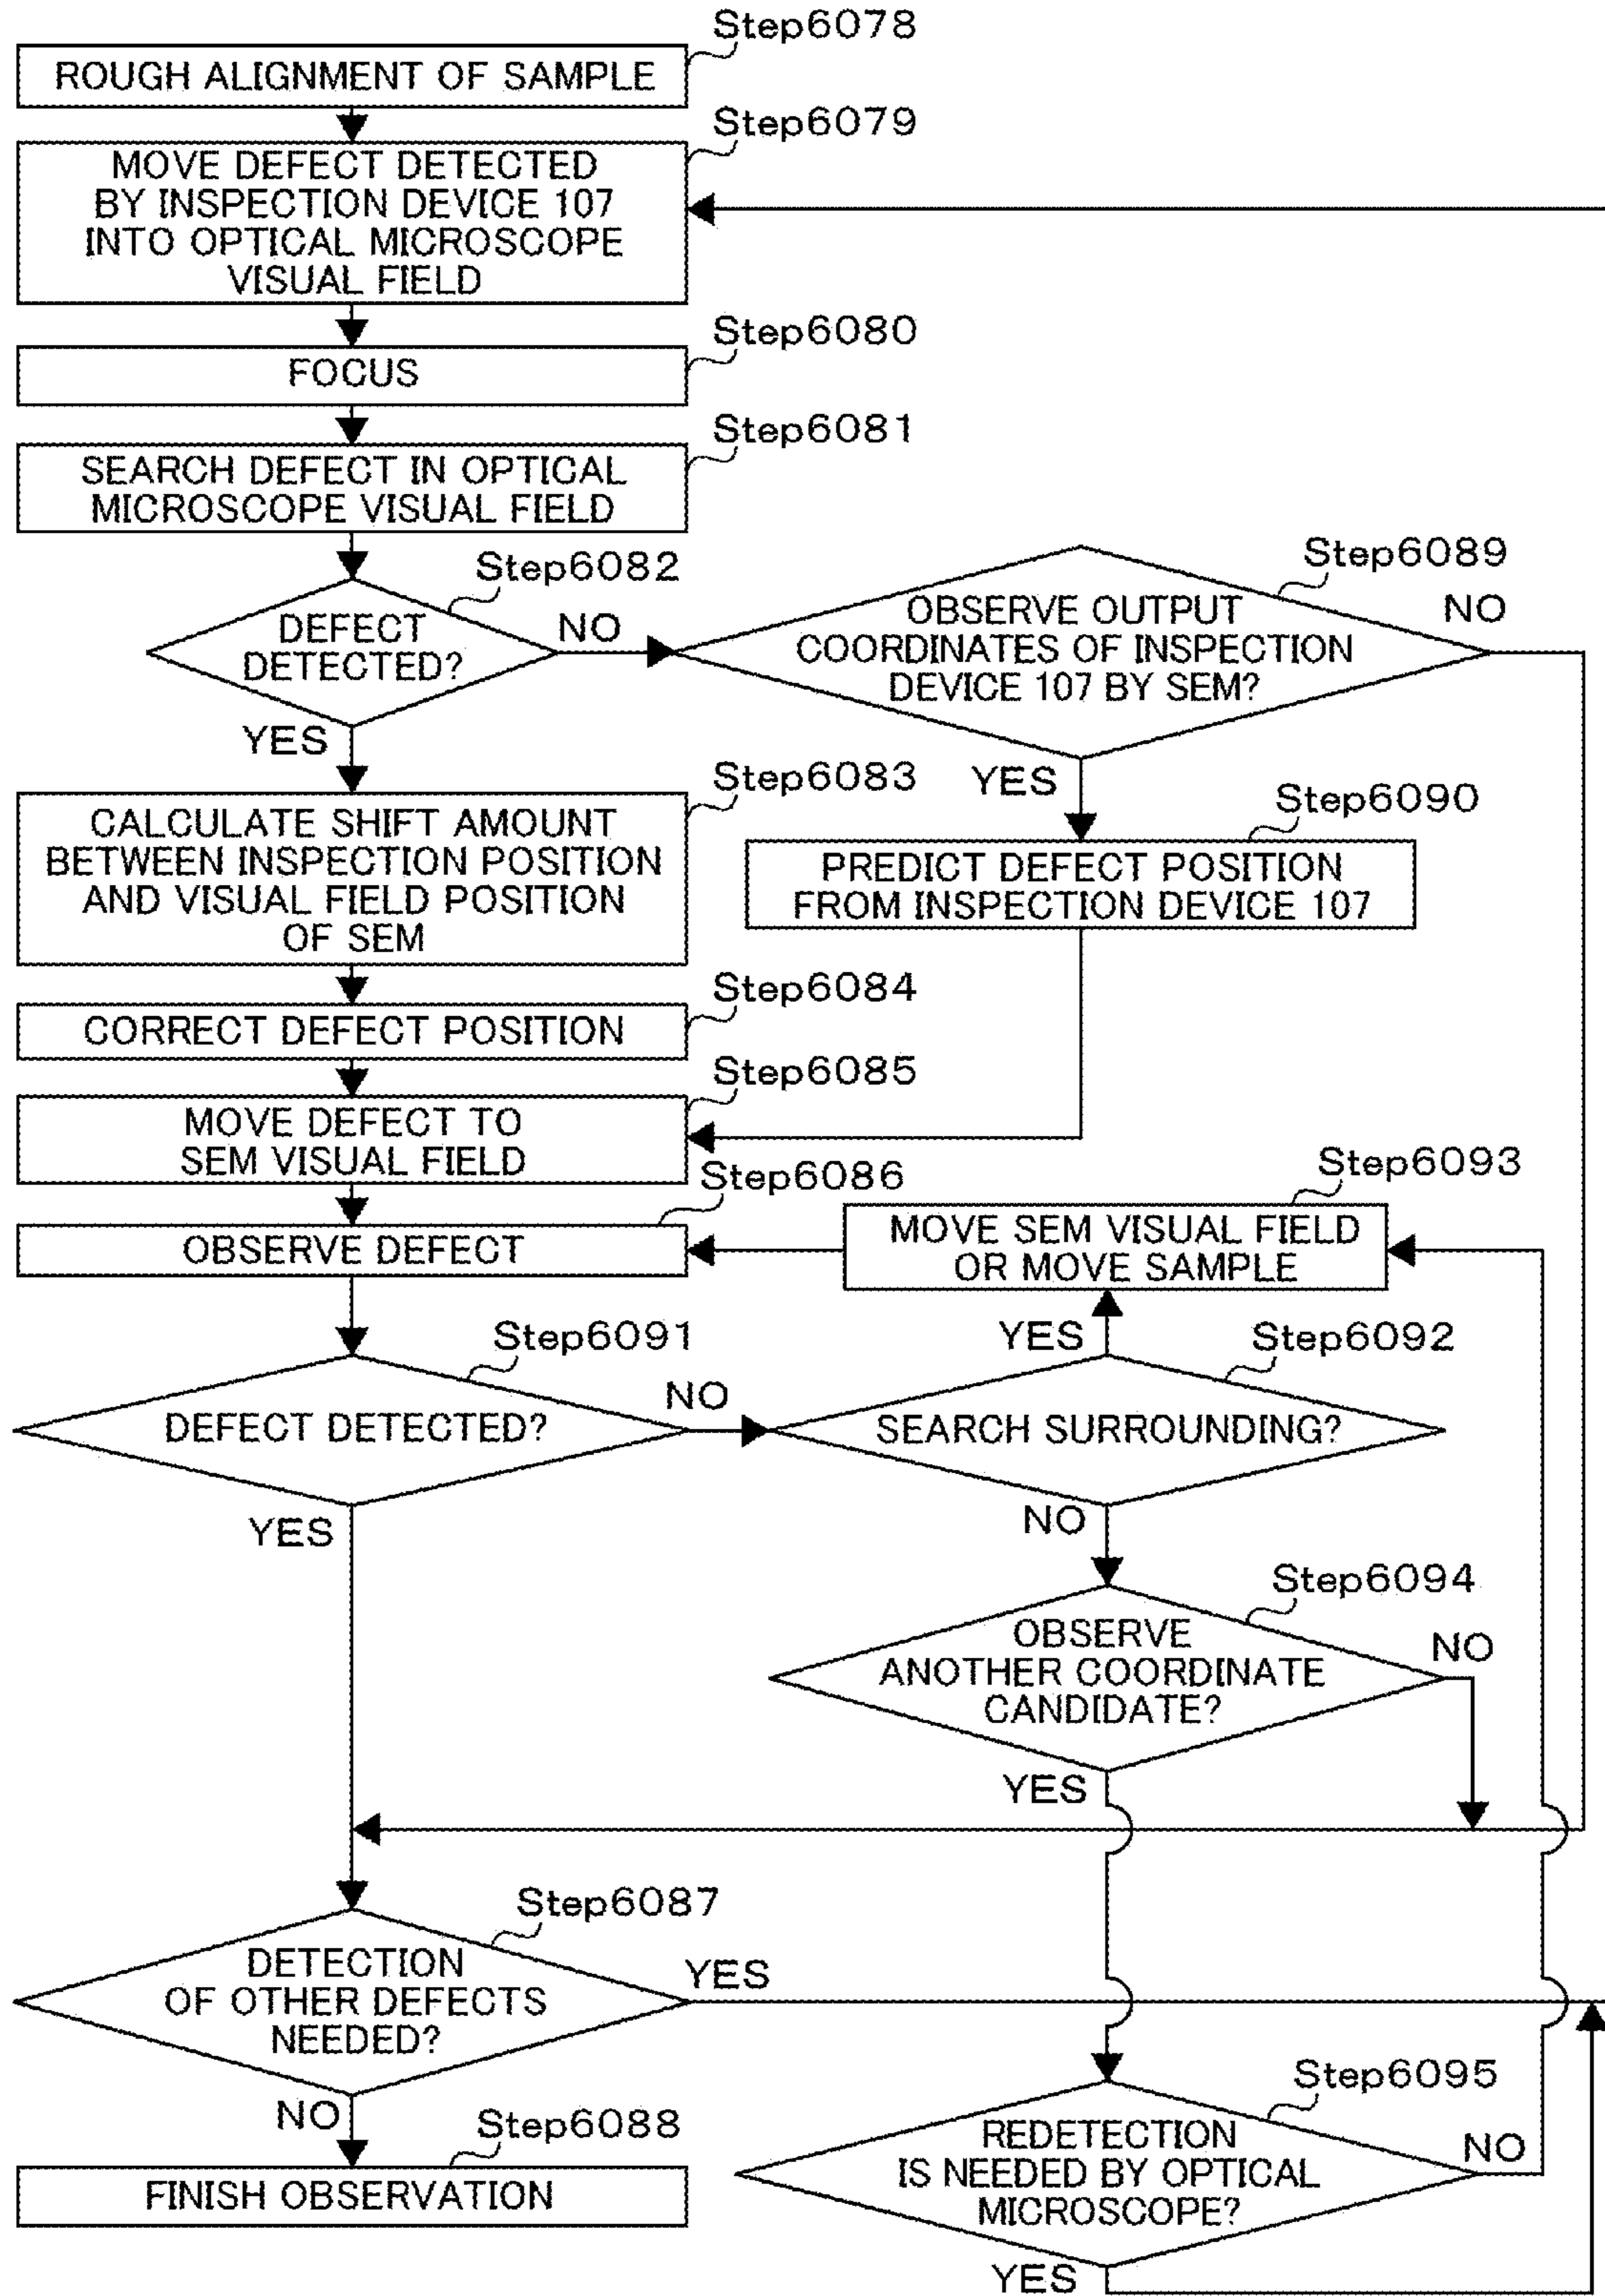 Step6078
ROUGH ALIGNMENT OF SAMPLE
Step6079
MOVE DEFECT DETECTED
BY INSPECTION DEVICE 107
INTO OPTICAL MICROSCOPE
VISUAL FIELD
Step6080
FOCUS
Step6081
SEARCH DEFECT IN OPTICAL
MICROSCOPE VISUAL FIELD
Step6082
DEFECT
DETECTED?
NO
YES
Step6089
OBSERVE OUTPUT
COORDINATES OF INSPECTION
DEVICE 107 BY SEM?
NO
YES
Step6083
CALCULATE SHIFT AMOUNT
BETWEEN INSPECTION POSITION
AND VISUAL FIELD POSITION
OF SEM
Step6090
PREDICT DEFECT POSITION
FROM INSPECTION DEVICE 107
Step6084
CORRECT DEFECT POSITION
Step6085
MOVE DEFECT TO
SEM VISUAL FIELD
Step6086
OBSERVE DEFECT
Step6093
MOVE SEM VISUAL FIELD
OR MOVE SAMPLE
Step6091
DEFECT DETECTED?
NO
YES
YES
Step6092
SEARCH SURROUNDING?
NO
Step6094
OBSERVE
ANOTHER COORDINATE
CANDIDATE?
NO
YES
Step6087
DETECTION
OF OTHER DEFECTS
NEEDED?
YES
NO
Step6088
FINISH OBSERVATION
Step6095
REDETECTION
IS NEEDED BY OPTICAL
MICROSCOPE?
NO
YES